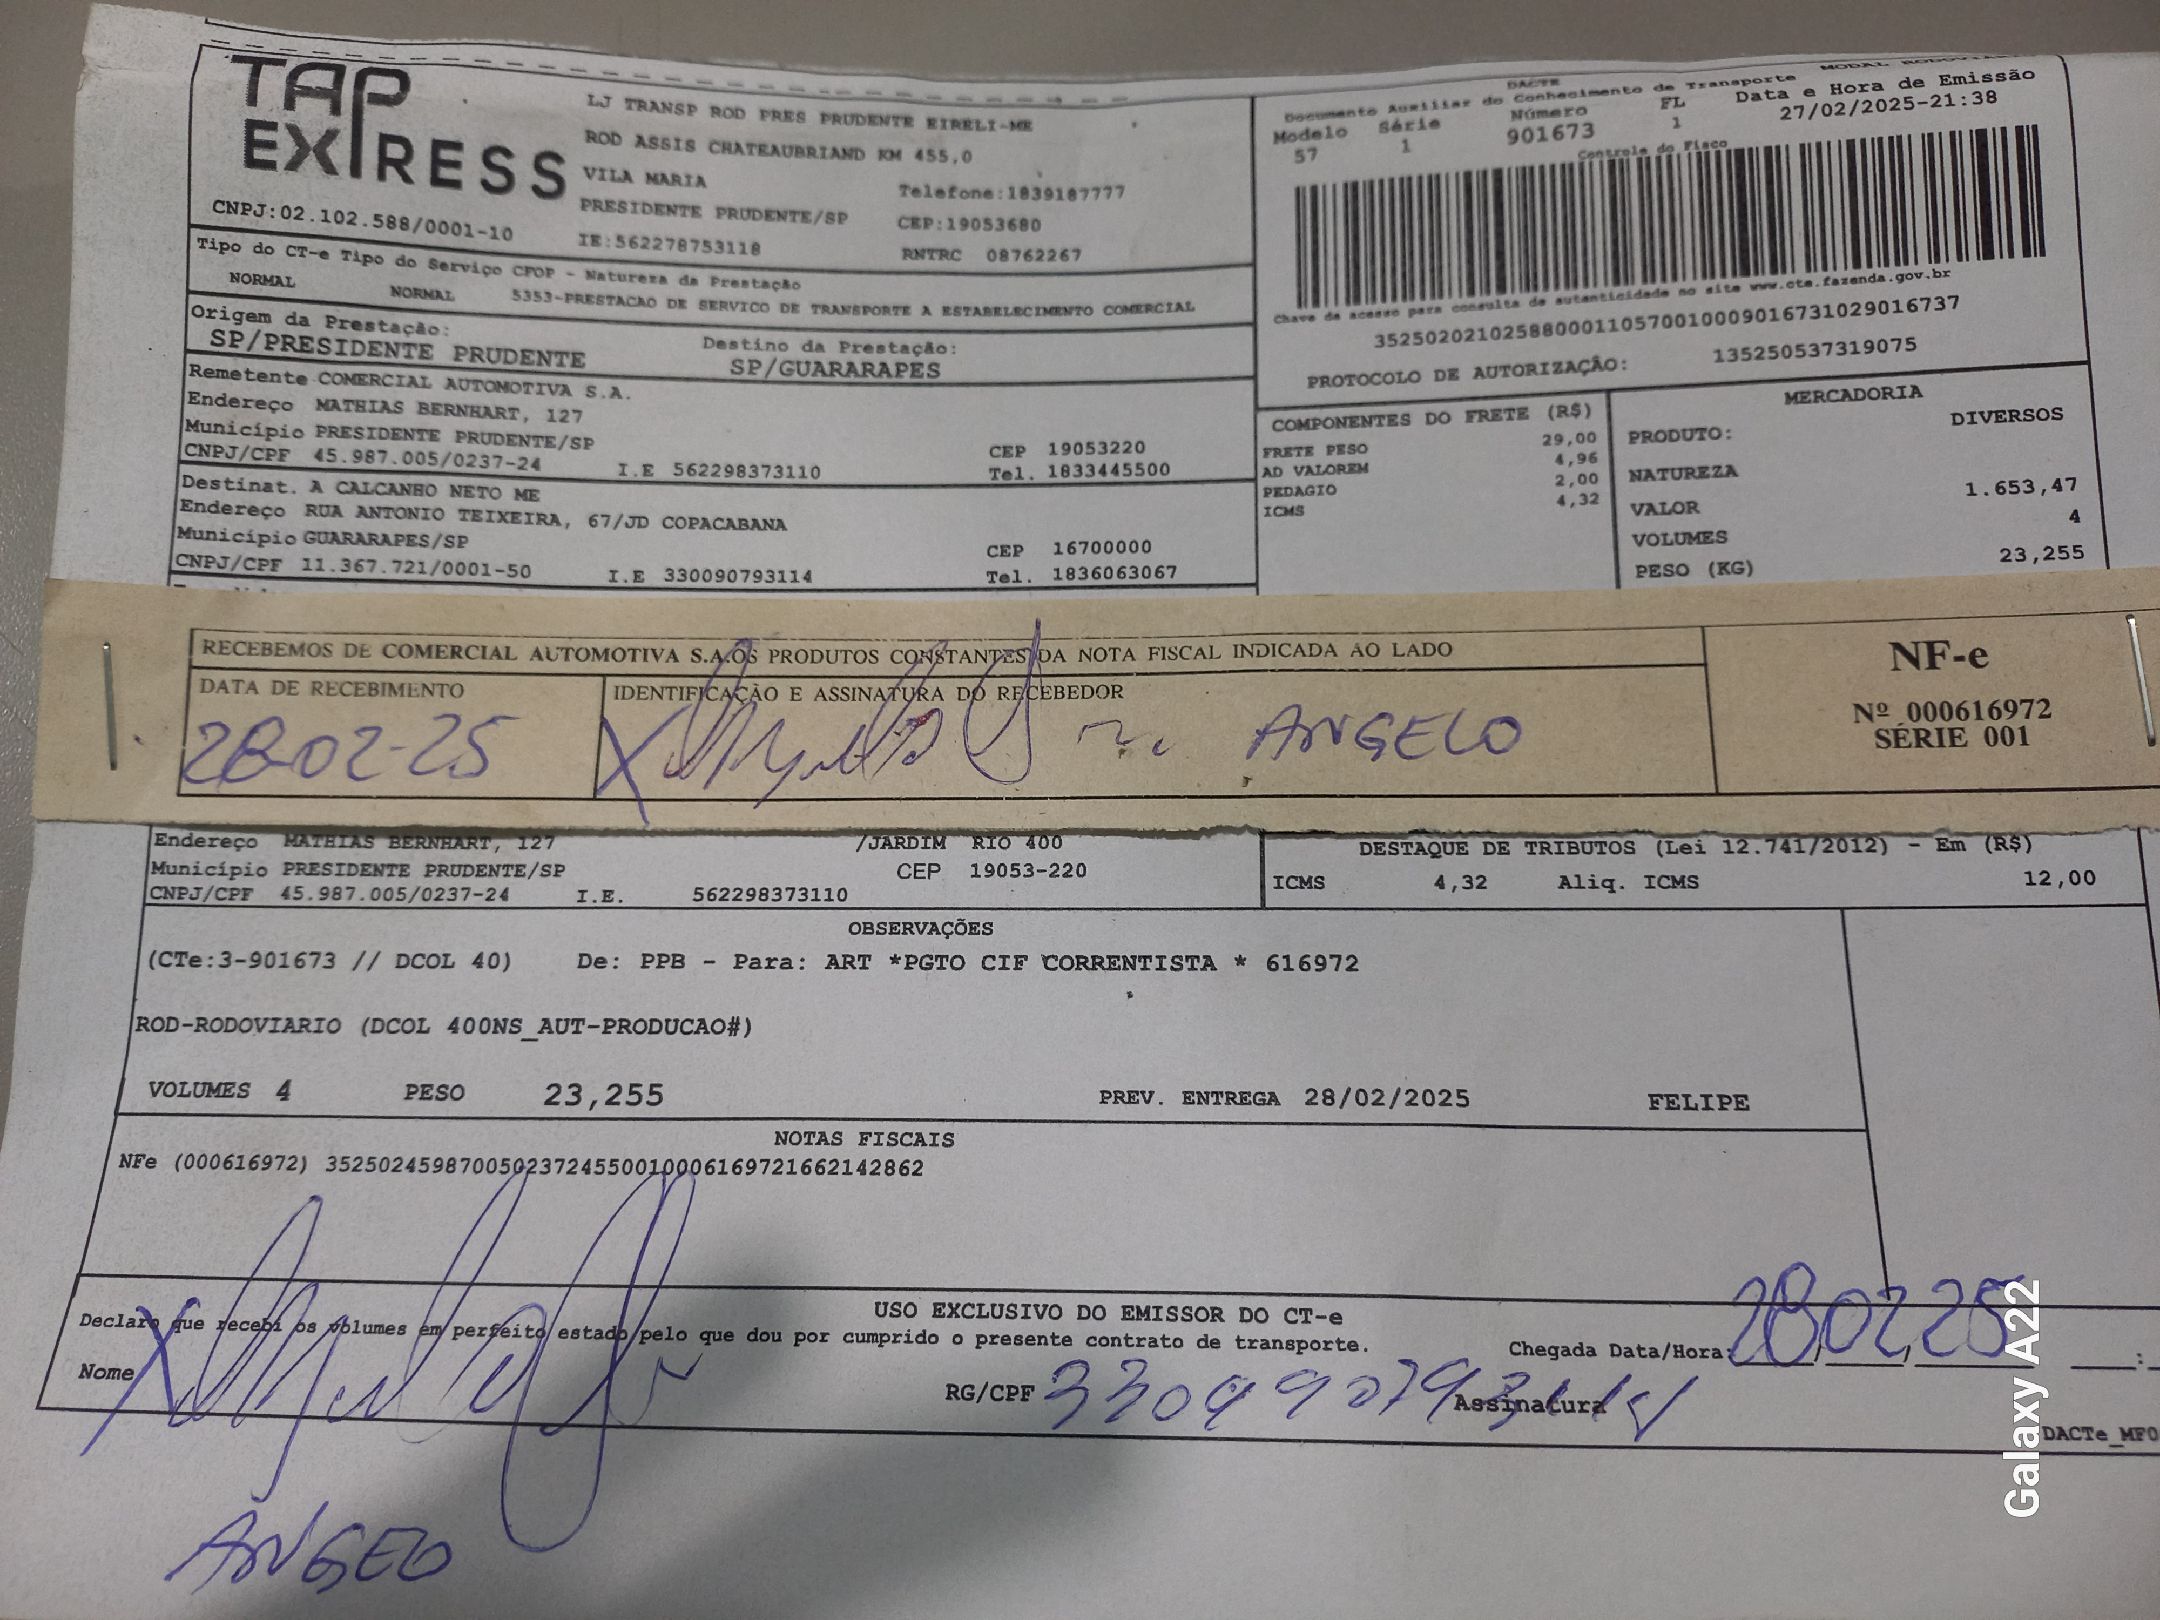 TAP EXPRESS
LJ TRANSP ROD PRES PRUDENTE EIRELI-ME
ROD ASSIS CHATEAUBRIAND KM 455,0
VILA MARIA Telefone:1839187777
PRESIDENTE PRUDENTE/SP CEP:19053680
CNPJ:02.102.588/0001-10 IE:562278753118 RNTRC 08762267
Tipo do CT-e Tipo do Serviço CFOP - Natureza da Prestação
NORMAL NORMAL 5353-PRESTACAO DE SERVICO DE TRANSPORTE A ESTABELECIMENTO COMERCIAL
Origem da Prestação: Destino da Prestação:
SP/PRESIDENTE PRUDENTE SP/GUARARAPES
Remetente COMERCIAL AUTOMOTIVA S.A.
Endereço MATHIAS BERNHART, 127
Município PRESIDENTE PRUDENTE/SP CEP 19053220
CNPJ/CPF 45.987.005/0237-24 I.E 562298373110 Tel. 1833445500
Destinat. A CALCANHO NETO ME
Endereço RUA ANTONIO TEIXEIRA, 67/JD COPACABANA
Município GUARARAPES/SP CEP 16700000
CNPJ/CPF 11.367.721/0001-50 I.E 330090793114 Tel. 1836063067
DACTE MODAL
Documento Auxiliar do Conhecimento de Transporte
Modelo Série Número FL Data e Hora de Emissão
57 1 901673 1 27/02/2025-21:38
Controle do Fisco
Chave de acesso para consulta de autenticidade no site www.cte.fazenda.gov.br
35250202102588000110570010009016731029016737
PROTOCOLO DE AUTORIZAÇÃO: 135250537319075
COMPONENTES DO FRETE (R$)
FRETE PESO 29,00
AD VALOREM 4,96
PEDAGIO 2,00
ICMS 4,32
MERCADORIA
PRODUTO: DIVERSOS
NATUREZA
VALOR 1.653,47
VOLUMES 4
PESO (KG) 23,255
RECEBEMOS DE COMERCIAL AUTOMOTIVA S.A.OS PRODUTOS CONSTANTES DA NOTA FISCAL INDICADA AO LADO
DATA DE RECEBIMENTO IDENTIFICAÇÃO E ASSINATURA DO RECEBEDOR
28-02-25 X ANGELO
NF-e
Nº 000616972
SÉRIE 001
Endereço MATHIAS BERNHART, 127 /JARDIM RIO 400
Município PRESIDENTE PRUDENTE/SP CEP 19053-220
CNPJ/CPF 45.987.005/0237-24 I.E. 562298373110
DESTAQUE DE TRIBUTOS (Lei 12.741/2012) - Em (R$)
ICMS 4,32 Aliq. ICMS 12,00
OBSERVAÇÕES
(CTe:3-901673 // DCOL 40) De: PPB - Para: ART *PGTO CIF CORRENTISTA * 616972
ROD-RODOVIARIO (DCOL 400NS_AUT-PRODUCAO#)
VOLUMES 4 PESO 23,255 PREV. ENTREGA 28/02/2025 FELIPE
NOTAS FISCAIS
NFe (000616972) 35250245987005023724550010006169721662142862
USO EXCLUSIVO DO EMISSOR DO CT-e
Declaro que recebi os volumes em perfeito estado pelo que dou por cumprido o presente contrato de transporte.
Chegada Data/Hora: 28 02 25 :
Nome X RG/CPF Assinatura
DACTe_MF0
ANGELO
Galaxy A22